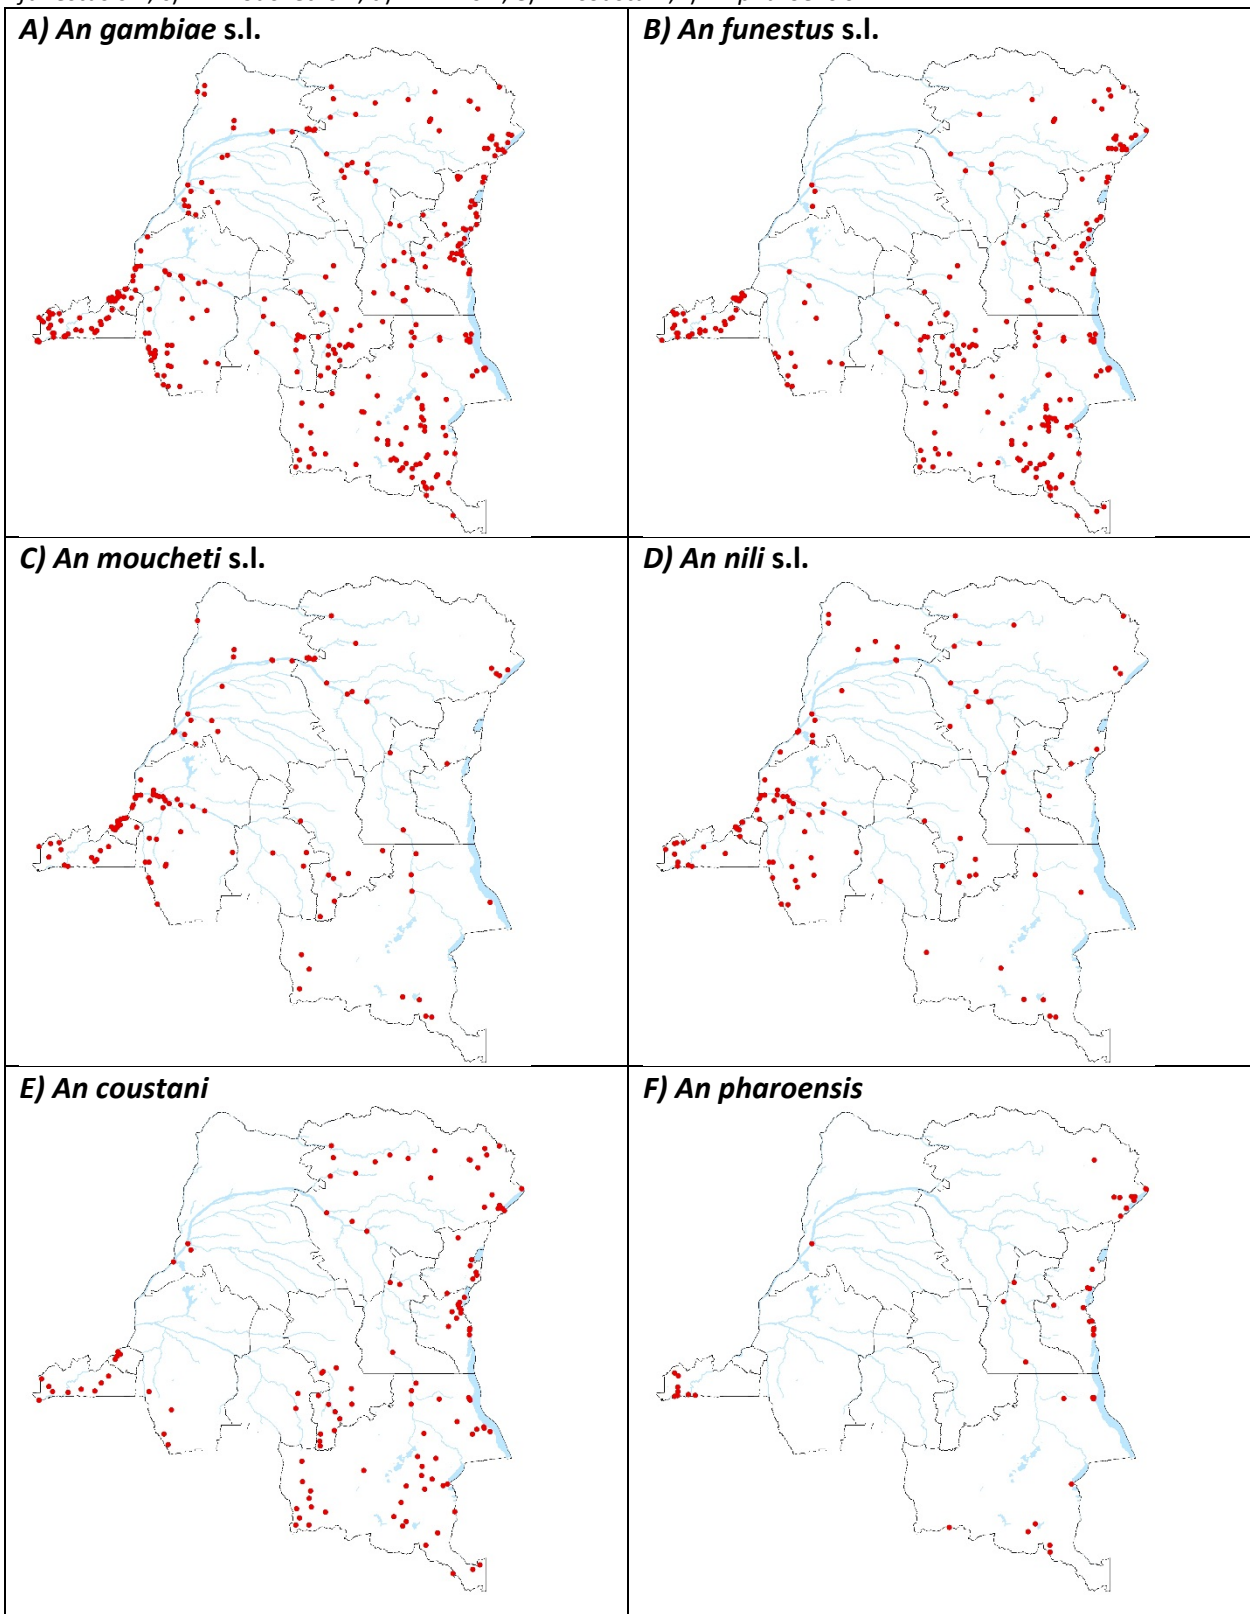 A) An gambiae s.l.
B) An funestus s.l.
C) An moucheti s.l.
D) An nili s.l.
E) An coustani
F) An pharoensis